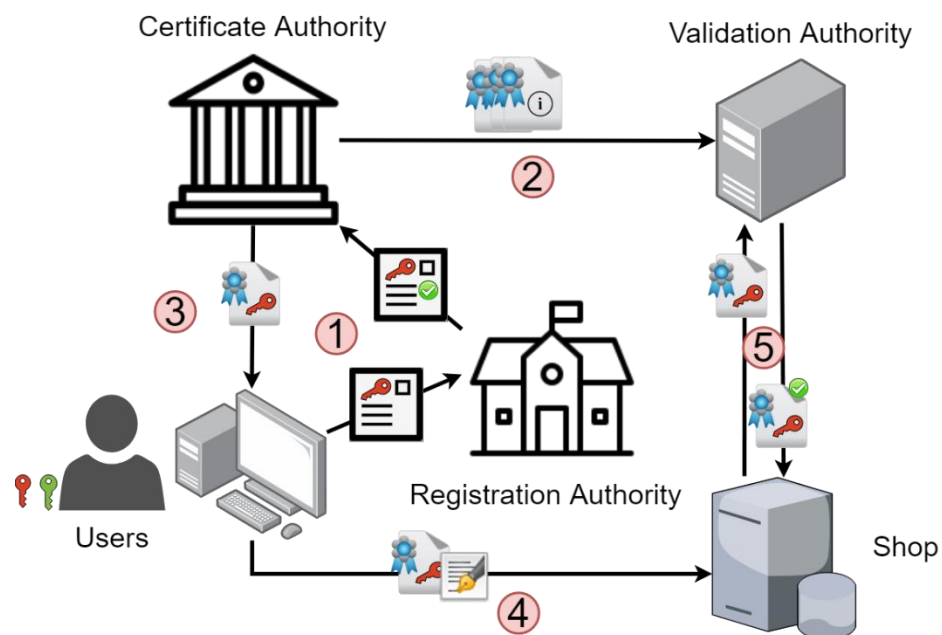 Certificate Authority
Validation Authority
i
2
3
1
5
Registration Authority
Users
Shop
4